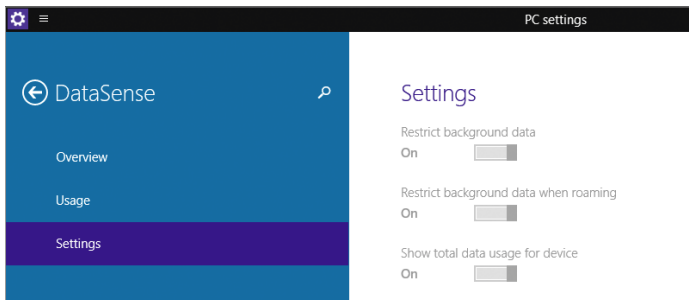 PC settings
DataSense
Overview
Usage
Settings
Settings
Restrict background data
On
Restrict background data when roaming
On
Show total data usage for device
On